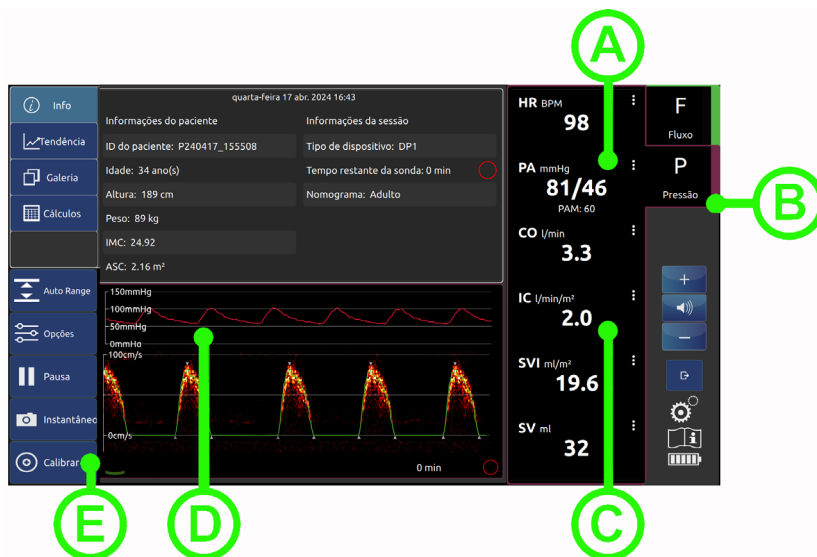 A
quarta-feira 17 abr. 2024 16:43
Info
Tendência
Galeria
Cálculos
Informações do paciente
ID do paciente: P240417_155508
Idade: 34 ano(s)
Altura: 189 cm
Peso: 89 kg
IMC: 24.92
ASC: 2.16 m²
Informações da sessão
Tipo de dispositivo: DP1
Tempo restante da sonda: 0 min
Nomograma: Adulto
HR BPM
98
PA mmHg
81/46
PAM: 60
CO l/min
3.3
IC l/min/m²
2.0
SVI ml/m²
19.6
SV ml
32
F
Fluxo
P
Pressão
B
Auto Range
Opções
Pausa
Instantâneo
Calibrar
150mmHg
100mmHg
50mmHg
0mmHg
100cm/s
0cm/s
0 min
+
−
E
D
C